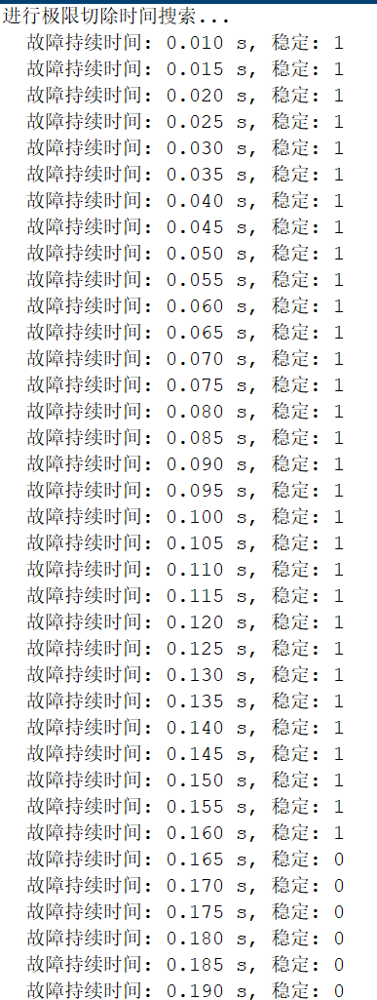 进行极限切除时间搜索...
故障持续时间: 0.010 s, 稳定: 1
故障持续时间: 0.015 s, 稳定: 1
故障持续时间: 0.020 s, 稳定: 1
故障持续时间: 0.025 s, 稳定: 1
故障持续时间: 0.030 s, 稳定: 1
故障持续时间: 0.035 s, 稳定: 1
故障持续时间: 0.040 s, 稳定: 1
故障持续时间: 0.045 s, 稳定: 1
故障持续时间: 0.050 s, 稳定: 1
故障持续时间: 0.055 s, 稳定: 1
故障持续时间: 0.060 s, 稳定: 1
故障持续时间: 0.065 s, 稳定: 1
故障持续时间: 0.070 s, 稳定: 1
故障持续时间: 0.075 s, 稳定: 1
故障持续时间: 0.080 s, 稳定: 1
故障持续时间: 0.085 s, 稳定: 1
故障持续时间: 0.090 s, 稳定: 1
故障持续时间: 0.095 s, 稳定: 1
故障持续时间: 0.100 s, 稳定: 1
故障持续时间: 0.105 s, 稳定: 1
故障持续时间: 0.110 s, 稳定: 1
故障持续时间: 0.115 s, 稳定: 1
故障持续时间: 0.120 s, 稳定: 1
故障持续时间: 0.125 s, 稳定: 1
故障持续时间: 0.130 s, 稳定: 1
故障持续时间: 0.135 s, 稳定: 1
故障持续时间: 0.140 s, 稳定: 1
故障持续时间: 0.145 s, 稳定: 1
故障持续时间: 0.150 s, 稳定: 1
故障持续时间: 0.155 s, 稳定: 1
故障持续时间: 0.160 s, 稳定: 1
故障持续时间: 0.165 s, 稳定: 0
故障持续时间: 0.170 s, 稳定: 0
故障持续时间: 0.175 s, 稳定: 0
故障持续时间: 0.180 s, 稳定: 0
故障持续时间: 0.185 s, 稳定: 0
故障持续时间: 0.190 s, 稳定: 0